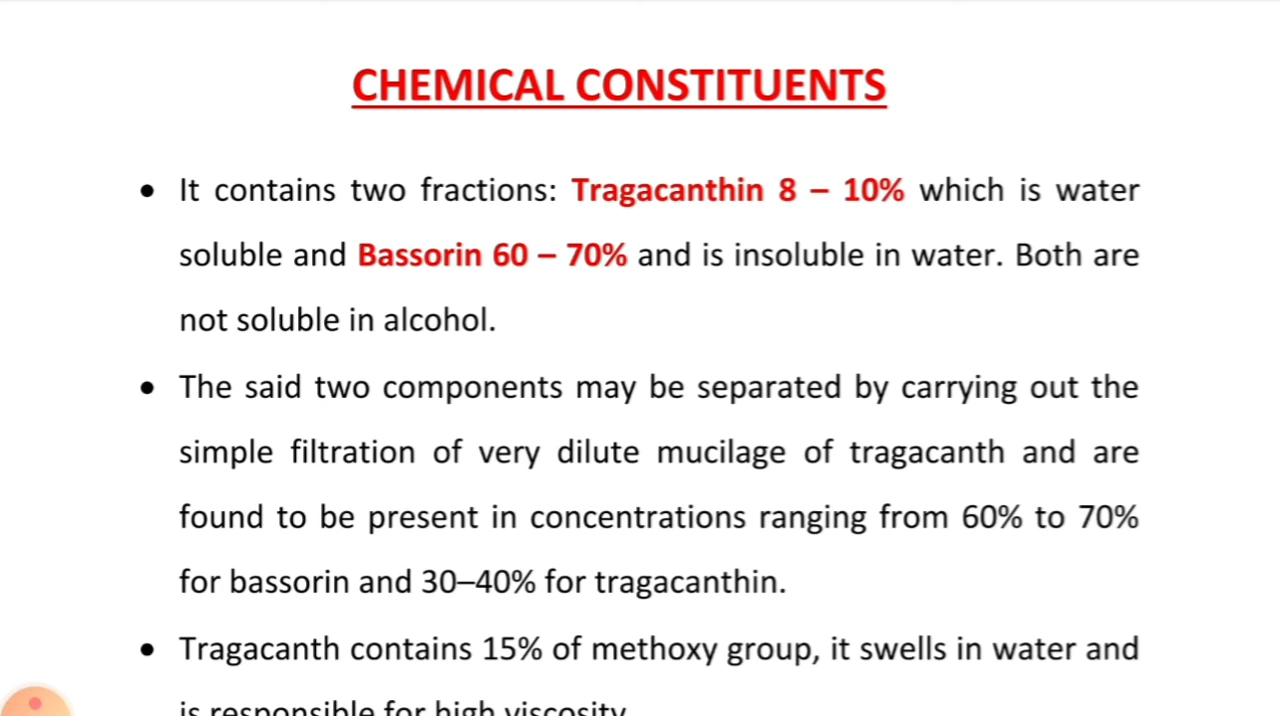 CHEMICAL CONSTITUENTS
• It contains two fractions: Tragacanthin 8 – 10% which is water
soluble and Bassorin 60 – 70% and is insoluble in water. Both are
not soluble in alcohol.
• The said two components may be separated by carrying out the
simple filtration of very dilute mucilage of tragacanth and are
found to be present in concentrations ranging from 60% to 70%
for bassorin and 30–40% for tragacanthin.
• Tragacanth contains 15% of methoxy group, it swells in water and
is responsible for high viscosity.